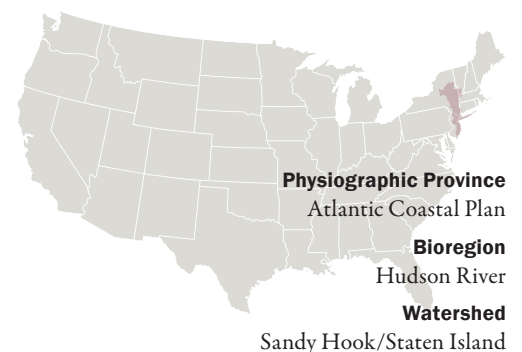 Physiographic Province
Atlantic Coastal Plan
Bioregion
Hudson River
Watershed
Sandy Hook/Staten Island